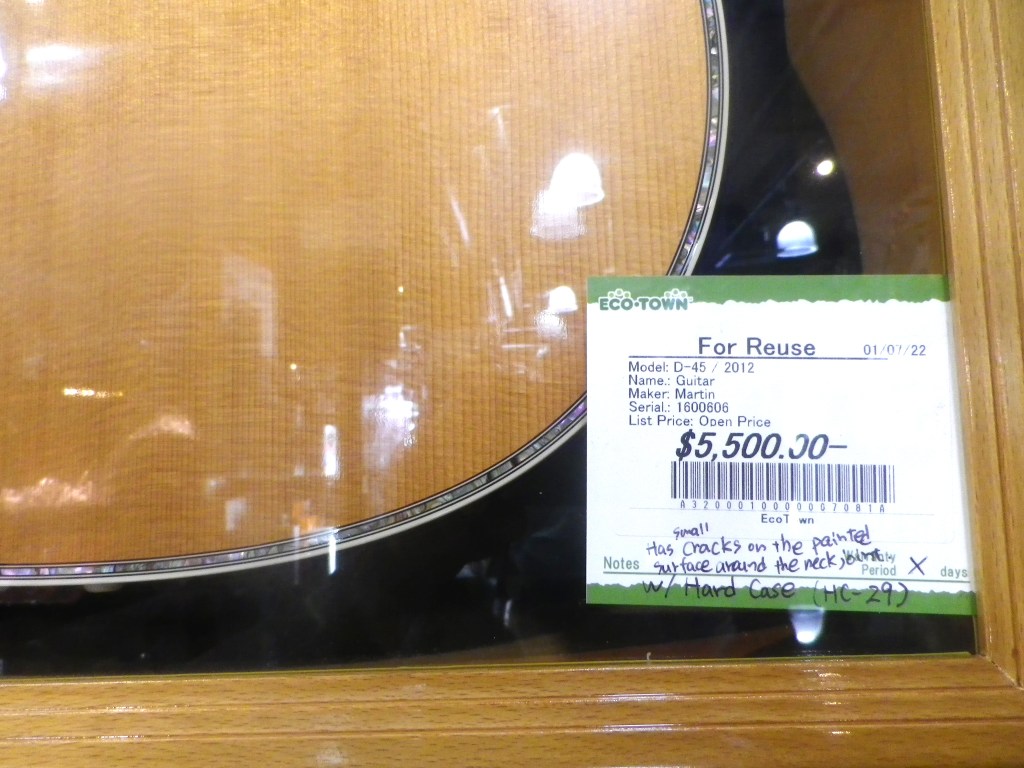 ECO-TOWN
For Reuse 01/07/22
Model: D-45 / 2012
Name.: Guitar
Maker: Martin
Serial.: 1600606
List Price: Open Price
$5,500.00-
A32000100000007081A
EcoT wn
small
Has cracks on the painted
surface around the neck joint
Notes Period X days
w/ Hard Case (HC-29)